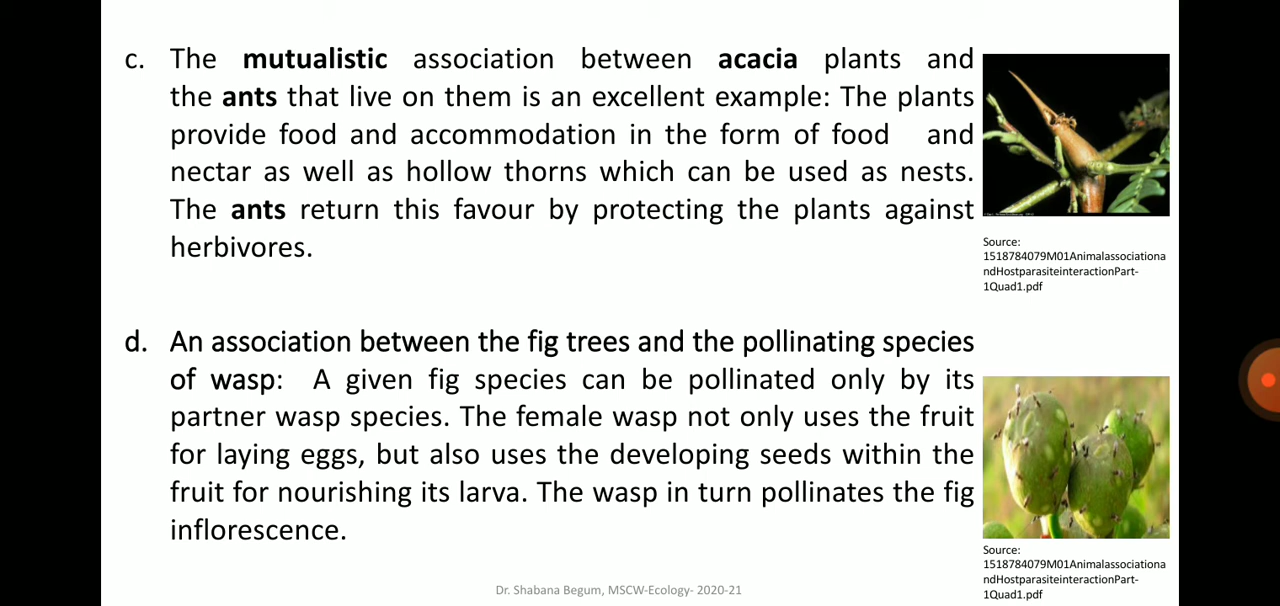 c. The mutualistic association between acacia plants and
the ants that live on them is an excellent example: The plants
provide food and accommodation in the form of food and
nectar as well as hollow thorns which can be used as nests.
The ants return this favour by protecting the plants against
herbivores.
Source:
1518784079M01Animalassociationa
ndHostparasiteinteractionPart-
1Quad1.pdf
d. An association between the fig trees and the pollinating species
of wasp: A given fig species can be pollinated only by its
partner wasp species. The female wasp not only uses the fruit
for laying eggs, but also uses the developing seeds within the
fruit for nourishing its larva. The wasp in turn pollinates the fig
inflorescence.
Source:
1518784079M01Animalassociationa
ndHostparasiteinteractionPart-
1Quad1.pdf
Dr. Shabana Begum, MSCW-Ecology- 2020-21